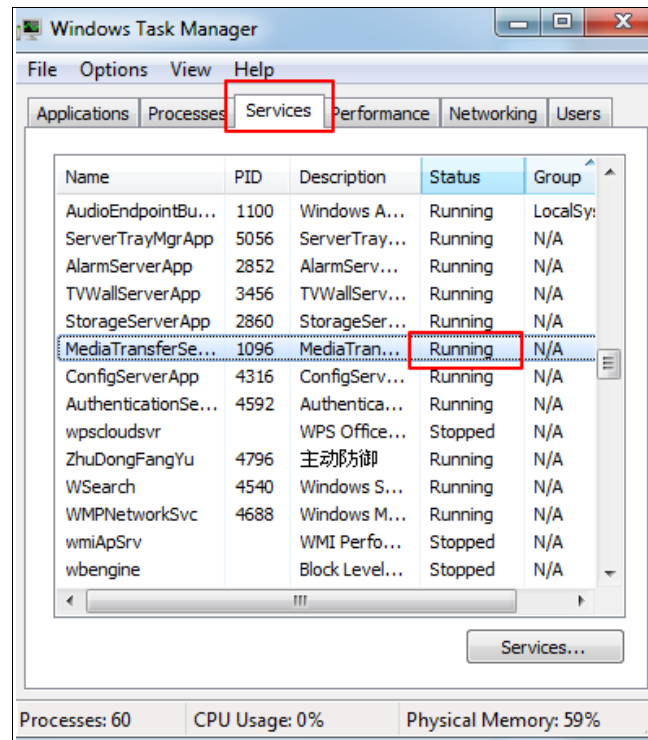 Windows Task Manager
File Options View Help
Applications Processes Services Performance Networking Users
Name PID Description Status Group
AudioEndpointBu... 1100 Windows A... Running LocalSy
ServerTrayMgrApp 5056 ServerTray... Running N/A
AlarmServerApp 2852 AlarmServ... Running N/A
TVWallServerApp 3456 TVWallServ... Running N/A
StorageServerApp 2860 StorageSer... Running N/A
MediaTransferSe... 1096 MediaTran... Running N/A
ConfigServerApp 4316 ConfigServ... Running N/A
AuthenticationSe... 4592 Authentica... Running N/A
wpscloudsvr WPS Office... Stopped N/A
ZhuDongFangYu 4796 主动防御 Running N/A
WSearch 4540 Windows S... Running N/A
WMPNetworkSvc 4688 Windows M... Running N/A
wmiApSrv WMI Perfo... Stopped N/A
wbengine Block Level... Stopped N/A
Services...
Processes: 60 CPU Usage: 0% Physical Memory: 59%